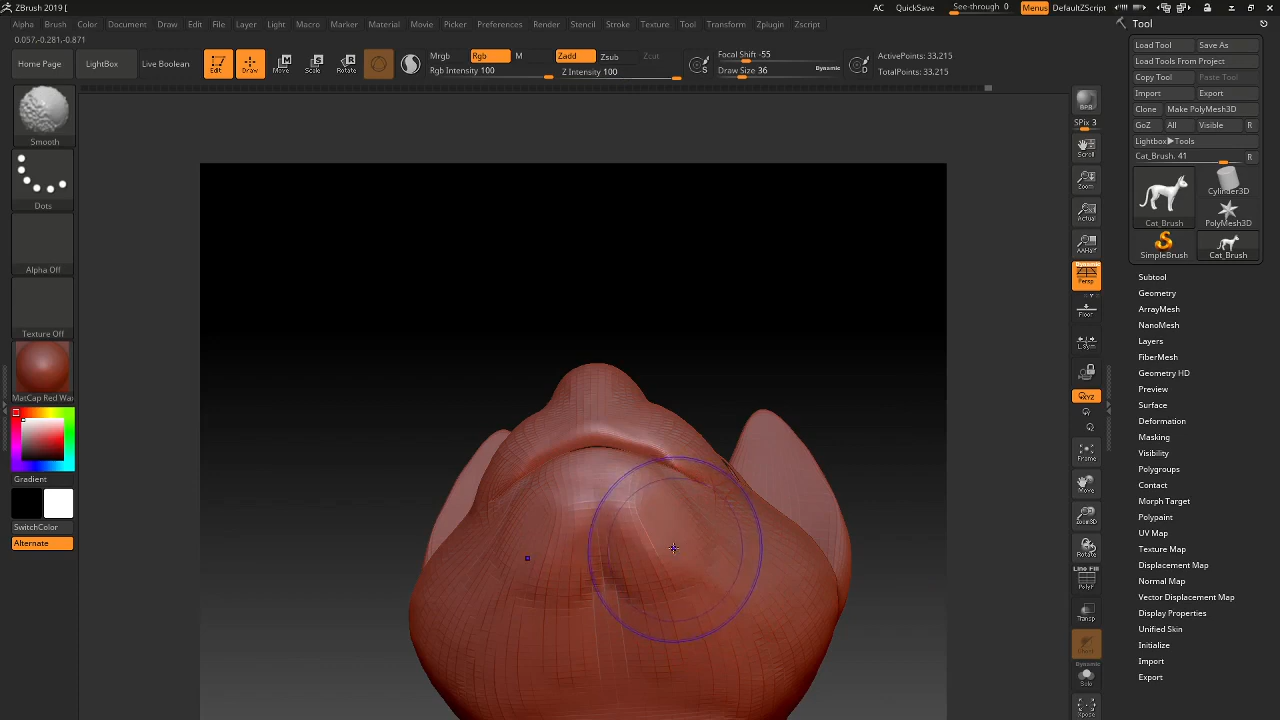 ZBrush 2019 [
AC QuickSave See-through 0 Menus DefaultZScript
Alpha Brush Color Document Draw Edit File Layer Light Macro Marker Material Movie Picker Preferences Render Stencil Stroke Texture Tool Transform Zplugin Zscript
0.057,-0.281,-0.871
Home Page LightBox Live Boolean Edit Draw Move Scale Rotate
Mrgb Rgb M Zadd Zsub Zcut
Rgb Intensity 100 Z Intensity 100
Focal Shift -55
Draw Size 36 Dynamic
S
D
ActivePoints: 33,215
TotalPoints: 33,215
Smooth
Dots
Alpha Off
Texture Off
MatCap Red Wax
Gradient
SwitchColor
Alternate
BPR
SPix 3
Scroll
Zoom
Actual
AAHalf
Dynamic
Persp
Floor
L.Sym
XYZ
Frame
Move
Zoom3D
Rotate
Line Fill
PolyF
Transp
Dynamic
Solo
Xpose
Tool
Load Tool Save As
Load Tools From Project
Copy Tool Paste Tool
Import Export
Clone Make PolyMesh3D
GoZ All Visible R
Lightbox▶Tools
Cat_Brush. 41 R
Cat_Brush
Cylinder3D
PolyMesh3D
SimpleBrush
Cat_Brush
Subtool
Geometry
ArrayMesh
NanoMesh
Layers
FiberMesh
Geometry HD
Preview
Surface
Deformation
Masking
Visibility
Polygroups
Contact
Morph Target
Polypaint
UV Map
Texture Map
Displacement Map
Normal Map
Vector Displacement Map
Display Properties
Unified Skin
Initialize
Import
Export